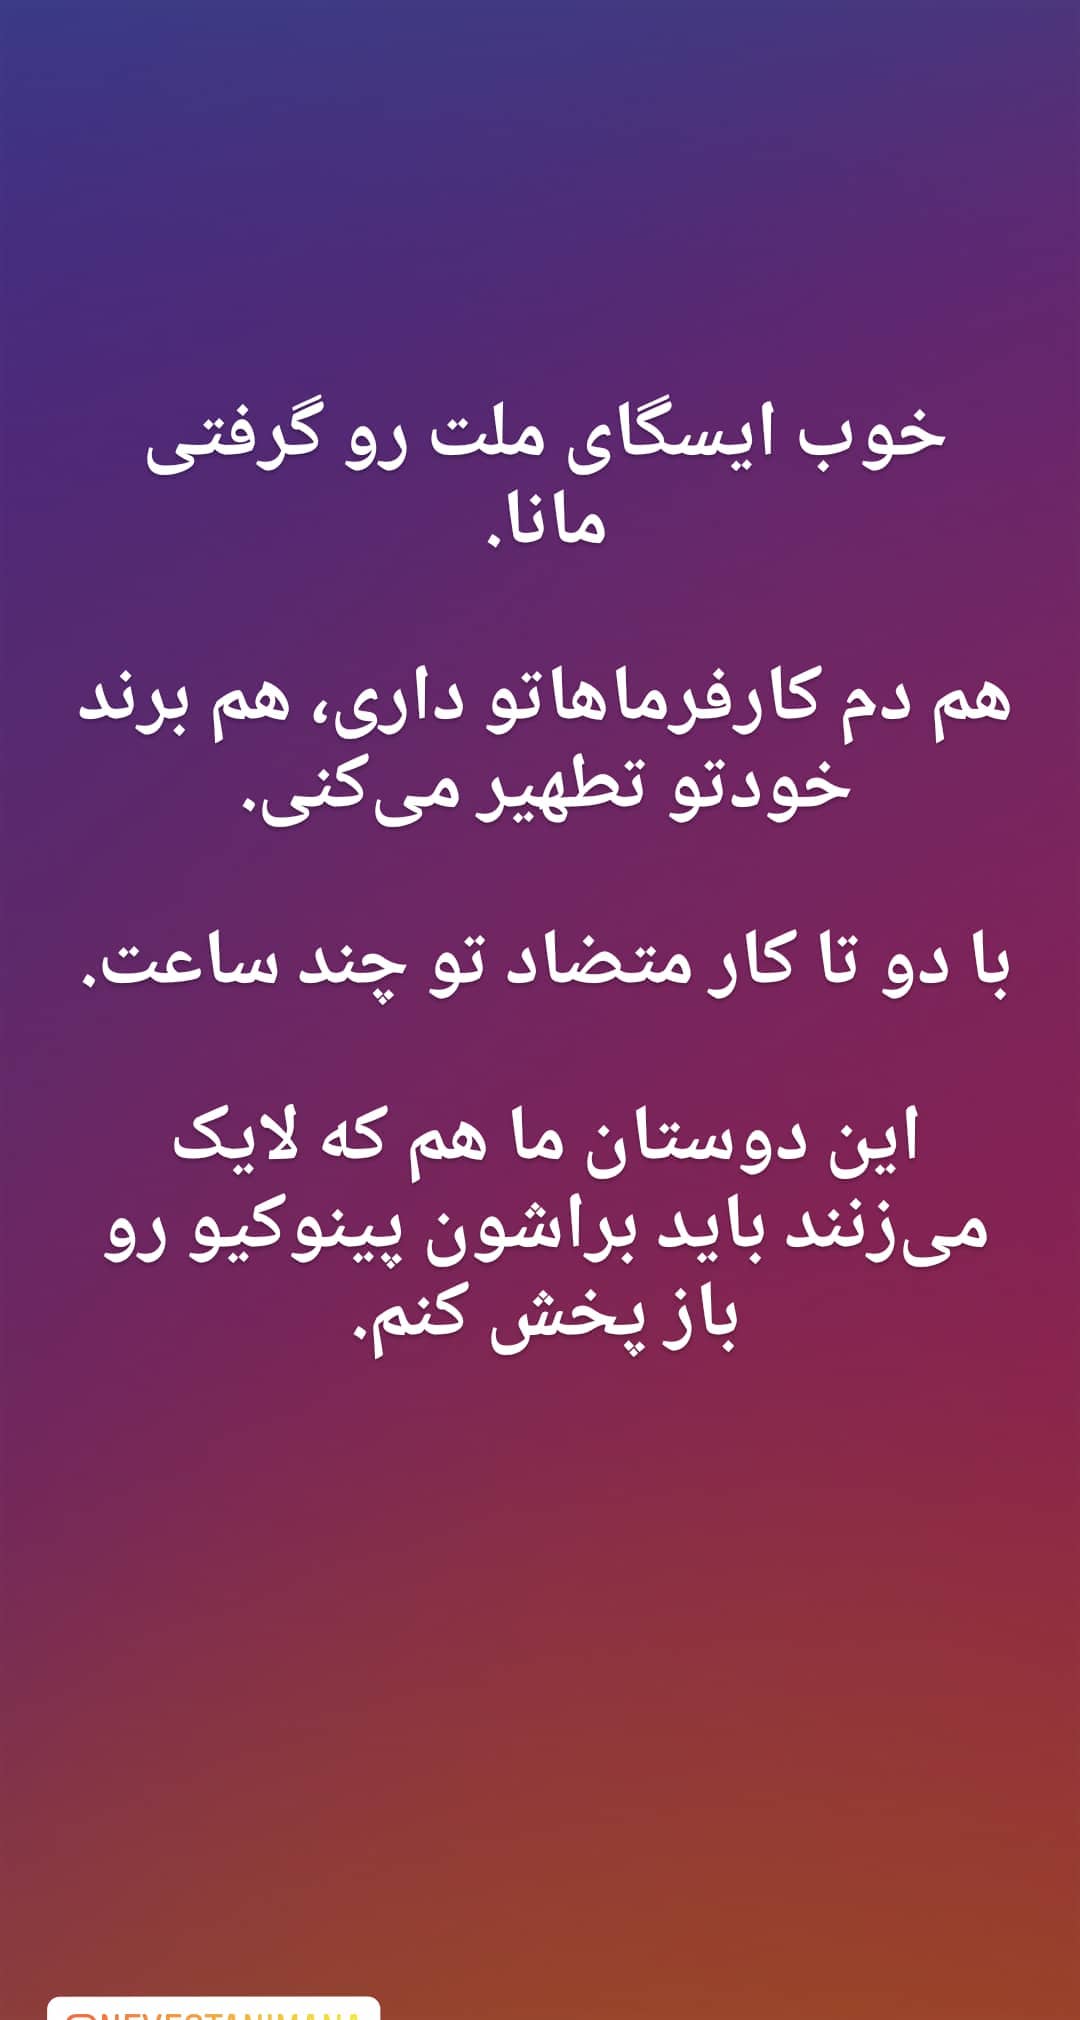 خوب ایسگای ملت رو گرفتی
مانا.
هم دم کارفرماهاتو داری، هم برند
خودتو تطهیر می‌کنی.
با دو تا کار متضاد تو چند ساعت.
این دوستان ما هم که لایک
می‌زنند باید براشون پینوکیو رو
باز پخش کنم.